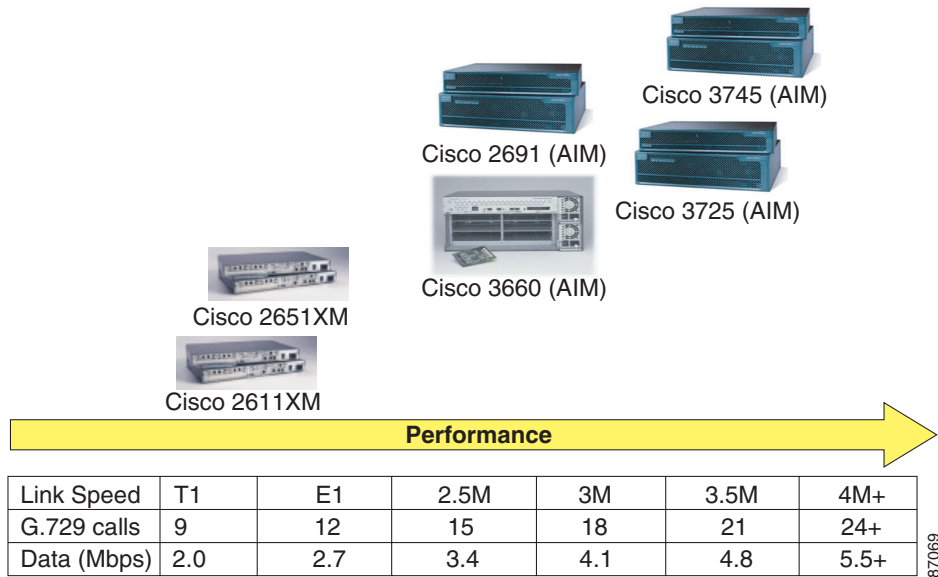 Cisco 3745 (AIM)
Cisco 2691 (AIM)
Cisco 3725 (AIM)
Cisco 3660 (AIM)
Cisco 2651XM
Cisco 2611XM
Performance
Link Speed T1 E1 2.5M 3M 3.5M 4M+
G.729 calls 9 12 15 18 21 24+
Data (Mbps) 2.0 2.7 3.4 4.1 4.8 5.5+
87069